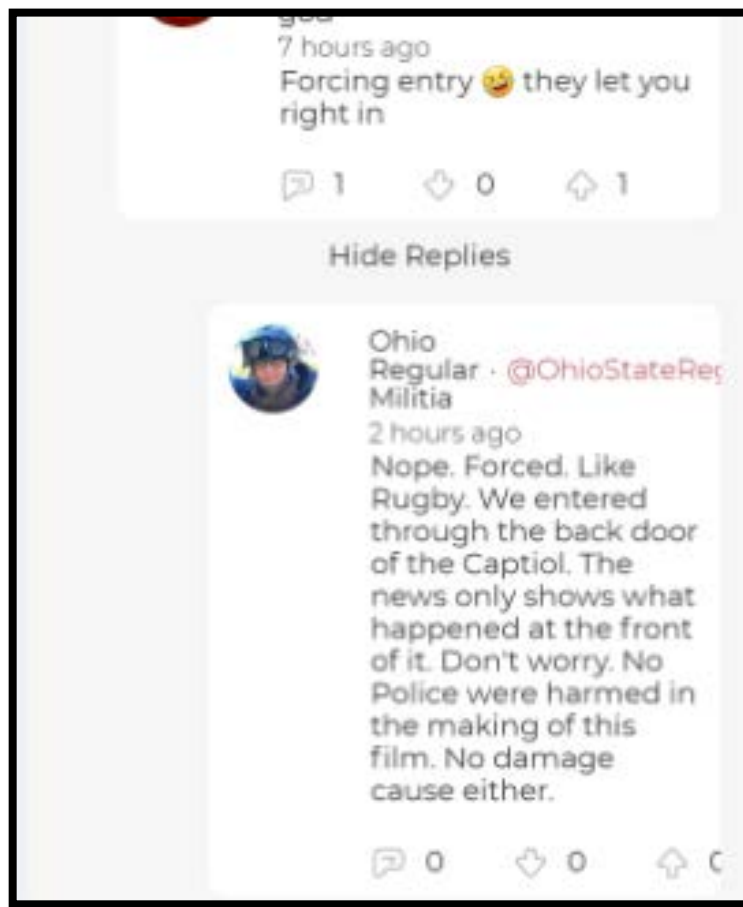 7 hours ago
Forcing entry 🤣 they let you
right in
1 0 1
Hide Replies
Ohio
Regular · @OhioStateReg
Militia
2 hours ago
Nope. Forced. Like
Rugby. We entered
through the back door
of the Captiol. The
news only shows what
happened at the front
of it. Don't worry. No
Police were harmed in
the making of this
film. No damage
cause either.
0 0 0